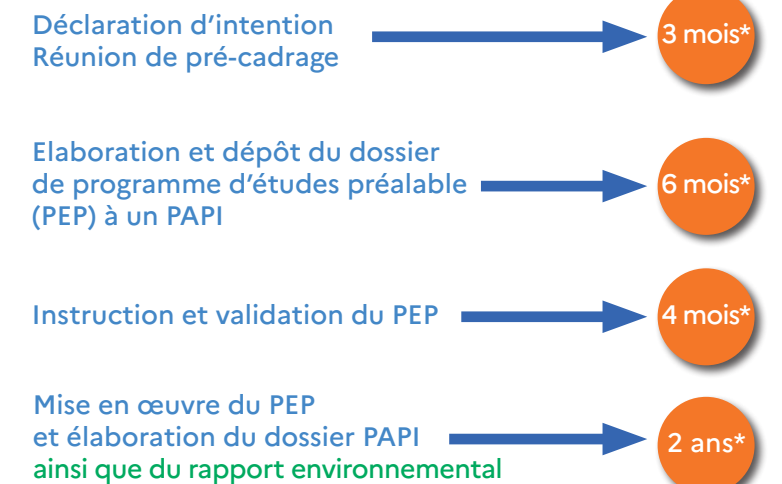 Déclaration d’intention
Réunion de pré-cadrage
3 mois*
Elaboration et dépôt du dossier
de programme d’études préalable
(PEP) à un PAPI
6 mois*
Instruction et validation du PEP
4 mois*
Mise en œuvre du PEP
et élaboration du dossier PAPI
ainsi que du rapport environnemental
2 ans*